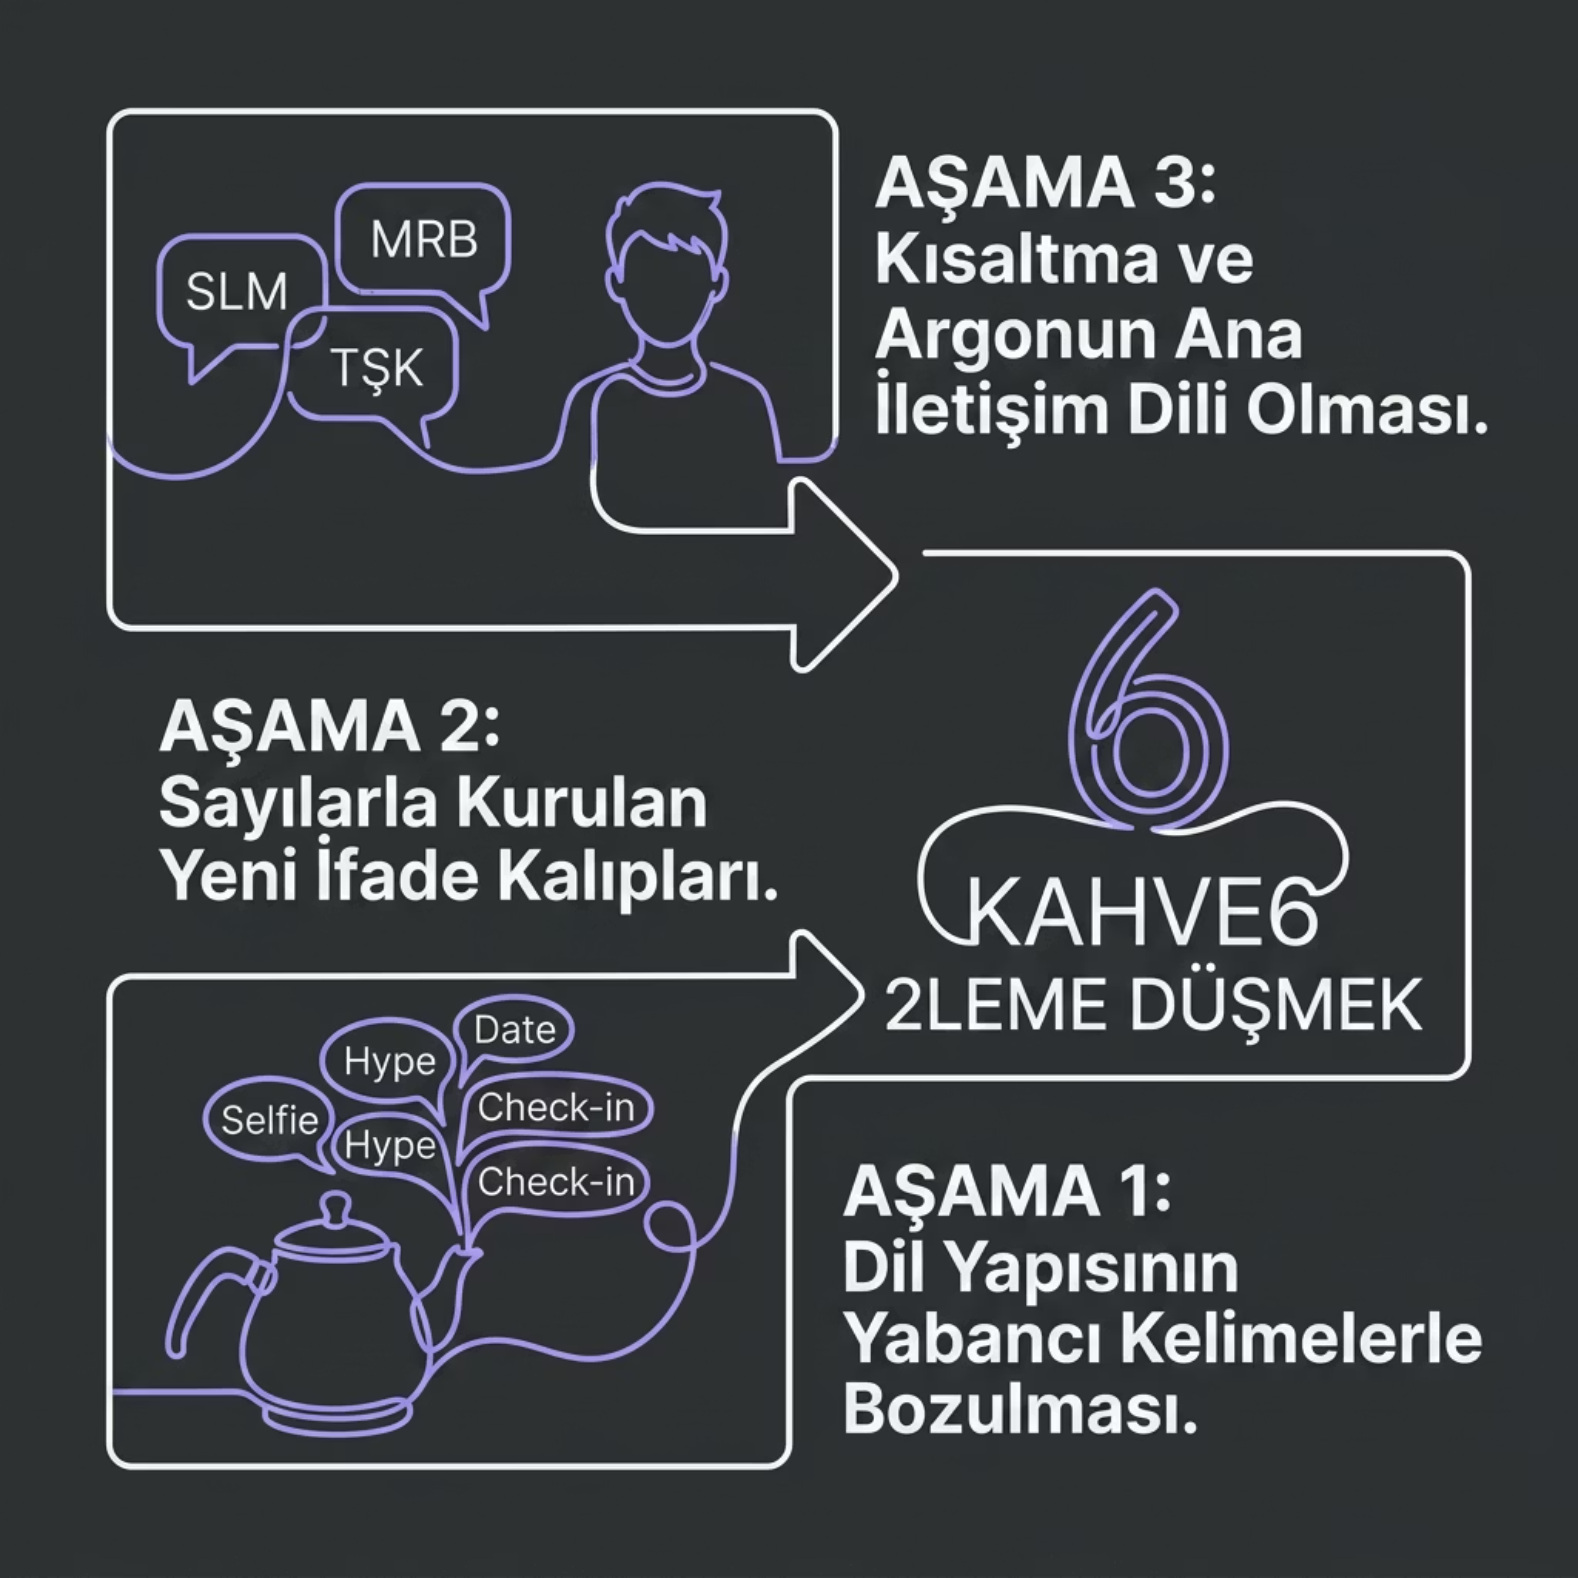 SLM
MRB
TŞK
AŞAMA 3:
Kısaltma ve
Argonun Ana
İletişim Dili Olması.
AŞAMA 2:
Sayılarla Kurulan
Yeni İfade Kalıpları.
6
KAHVE6
2LEME DÜŞMEK
Date
Hype
Selfie
Check-in
Hype
Check-in
AŞAMA 1:
Dil Yapısının
Yabancı Kelimelerle
Bozulması.